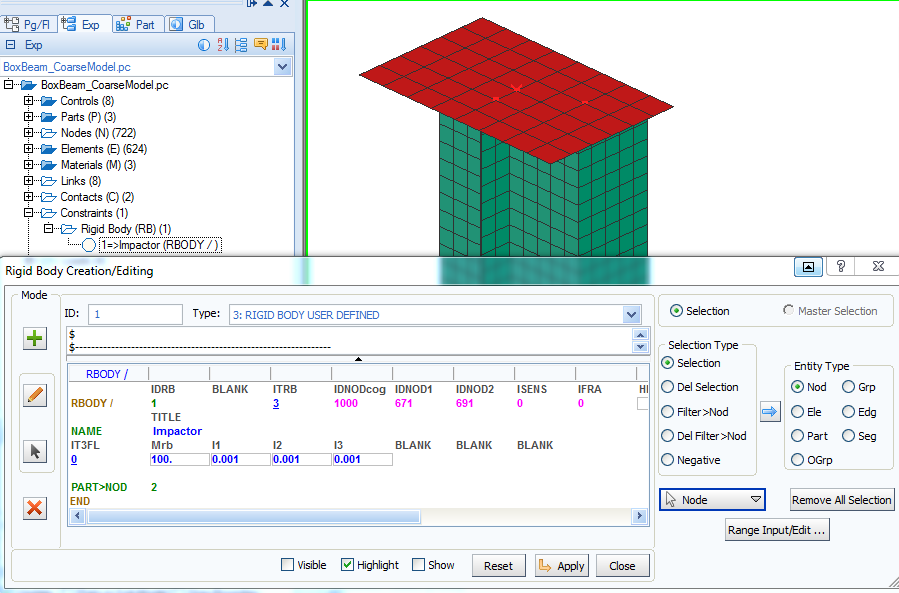 Pg/Fl Exp Part Glb
Exp
BoxBeam_CoarseModel.pc
BoxBeam_CoarseModel.pc
Controls (8)
Parts (P) (3)
Nodes (N) (722)
Elements (E) (624)
Materials (M) (3)
Links (8)
Contacts (C) (2)
Constraints (1)
Rigid Body (RB) (1)
1=>Impactor (RBODY / )
Rigid Body Creation/Editing
Mode
ID: 1 Type: 3: RIGID BODY USER DEFINED
$
$---------------------------------------------------------------
RBODY /
IDRB BLANK ITRB IDNODcog IDNOD1 IDNOD2 ISENS IFRA
RBODY / 1 3 1000 671 691 0 0
TITLE
NAME Impactor
IT3FL Mrb I1 I2 I3 BLANK BLANK BLANK
0 100. 0.001 0.001 0.001
PART>NOD 2
END
Visible Highlight Show Reset Apply Close
Selection Master Selection
Selection Type
Selection
Del Selection
Filter>Nod
Del Filter>Nod
Negative
Entity Type
Nod Grp
Ele Edg
Part Seg
OGrp
Node Remove All Selection
Range Input/Edit ...